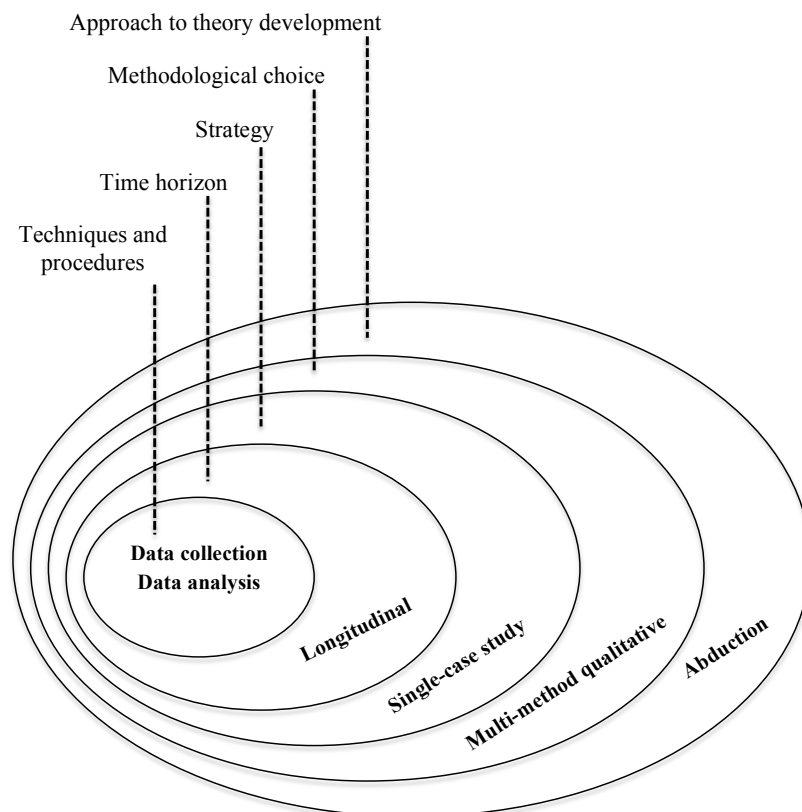 Approach to theory development
Methodological choice
Strategy
Time horizon
Techniques and
procedures
Data collection
Data analysis
Longitudinal
Single-case study
Multi-method qualitative
Abduction